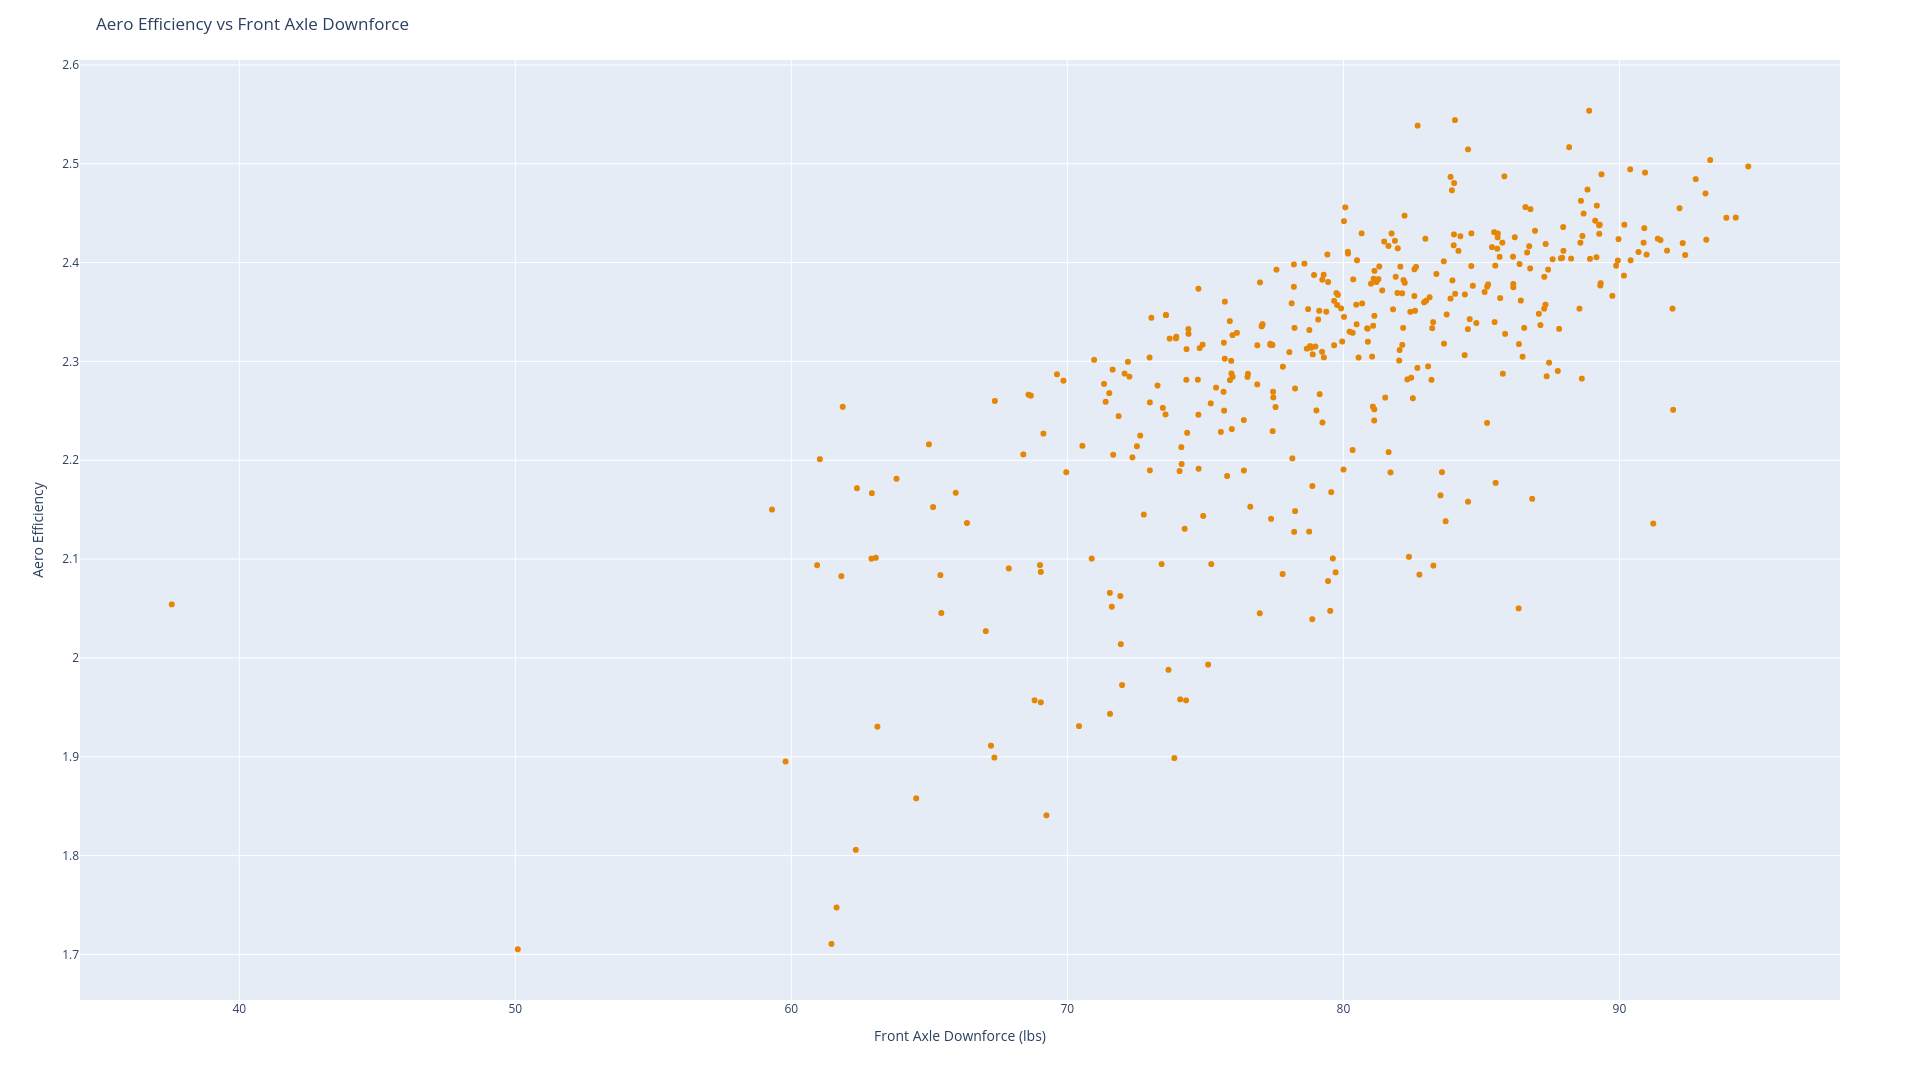 Aero Efficiency vs Front Axle Downforce
2.6
2.5
2.4
2.3
2.2
2.1
2
1.9
1.8
1.7
Aero Efficiency
40 50 60 70 80 90
Front Axle Downforce (lbs)